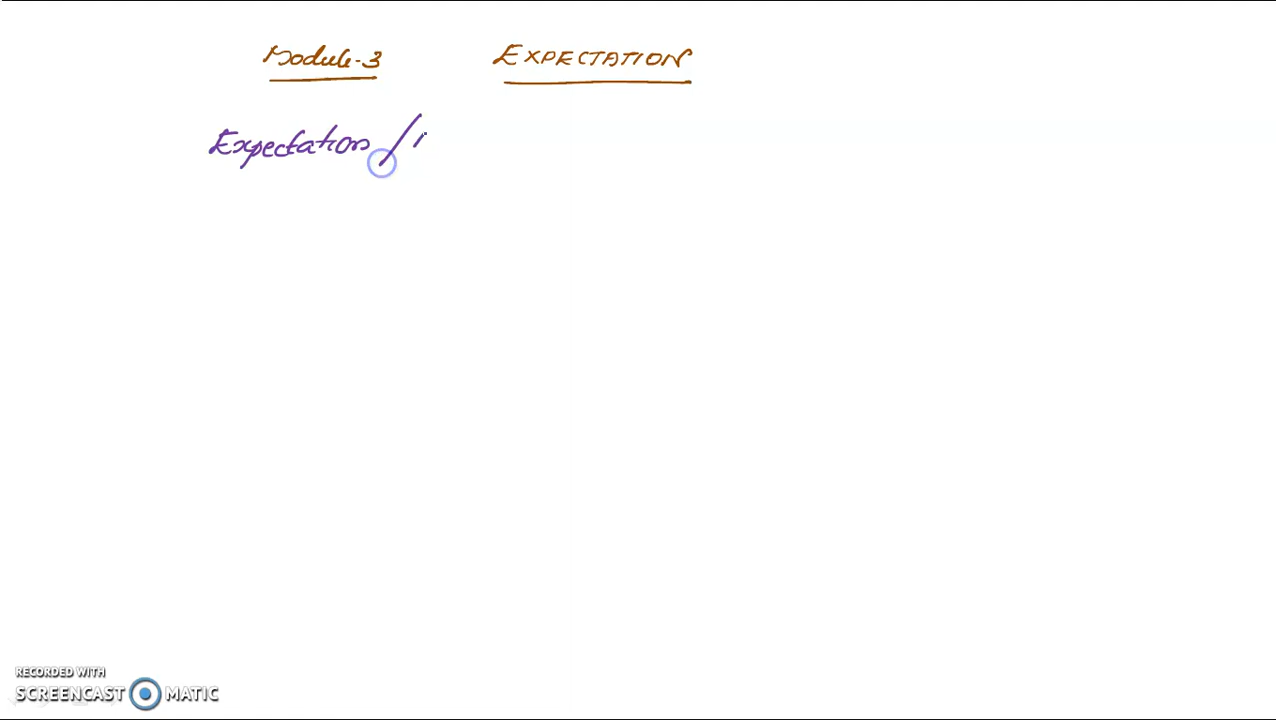 Module-3 EXPECTATION
Expectation /
RECORDED WITH
SCREENCAST MATIC